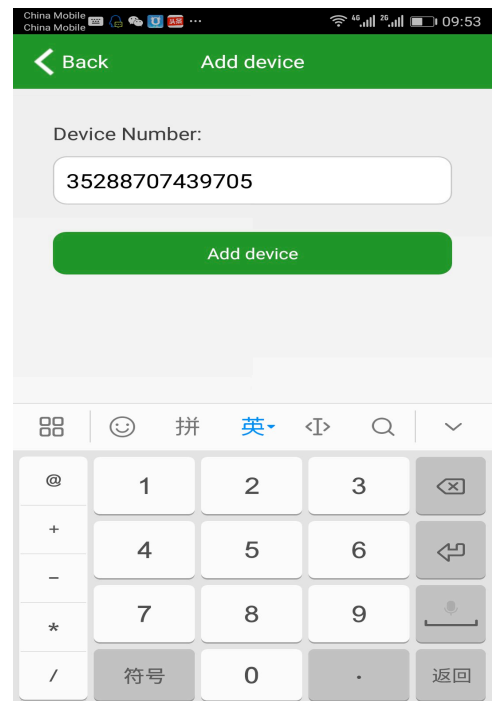 China Mobile
China Mobile
4G 2G 09:53
Back Add device
Device Number:
35288707439705
Add device
拼 英
@ 1 2 3
+ 4 5 6
-
7 8 9
*
/ 符号 0 . 返回